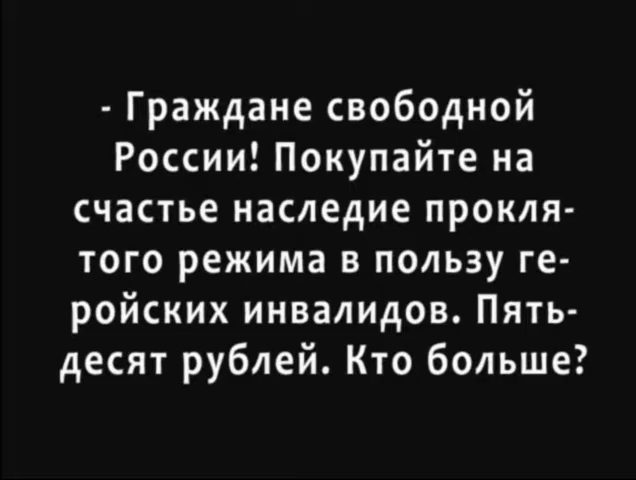 - Граждане свободной
России! Покупайте на
счастье наследие прокля-
того режима в пользу ге-
ройских инвалидов. Пять-
десят рублей. Кто больше?